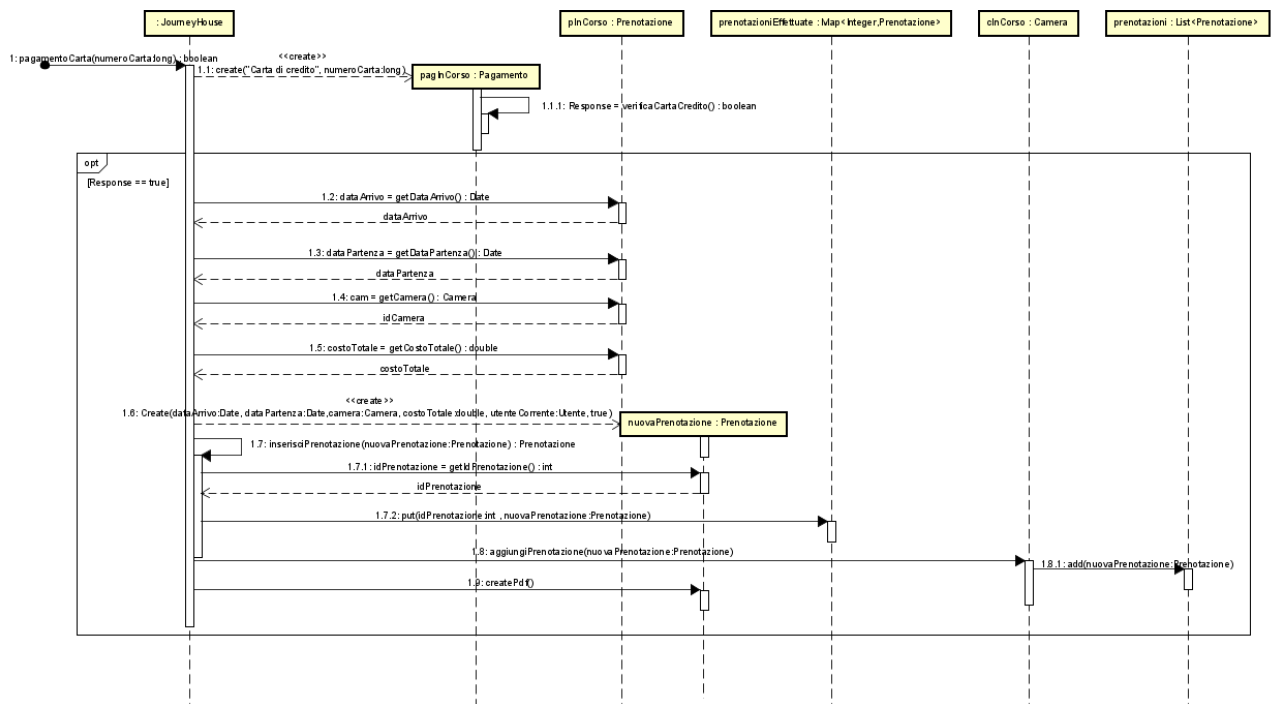 : JourneyHouse
pInCorso : Prenotazione
prenotazioniEffettuate : Map<Integer,Prenotazione>
cInCorso : Camera
prenotazioni : List<Prenotazione>
1: pagamentoCarta(numeroCarta:long) : boolean
<<create>>
1.1: create("Carta di credito", numeroCarta:long)
pagInCorso : Pagamento
1.1.1: Response = verificaCartaCredito() : boolean
opt
[Response == true]
1.2: dataArrivo = getDataArrivo() : Date
dataArrivo
1.3: dataPartenza = getDataPartenza() : Date
dataPartenza
1.4: cam = getCamera() : Camera
idCamera
1.5: costoTotale = getCostoTotale() : double
costoTotale
<<create>>
1.6: Create(dataArrivo:Date, dataPartenza:Date,camera:Camera, costoTotale:double, utenteCorrente:Utente, true)
nuovaPrenotazione : Prenotazione
1.7: inserisciPrenotazione(nuovaPrenotazione:Prenotazione) : Prenotazione
1.7.1: idPrenotazione = getIdPrenotazione() : int
idPrenotazione
1.7.2: put(idPrenotazione:int , nuovaPrenotazione:Prenotazione)
1.8: aggiungiPrenotazione(nuovaPrenotazione:Prenotazione)
1.8.1: add(nuovaPrenotazione:Prenotazione)
1.9: createPdf()